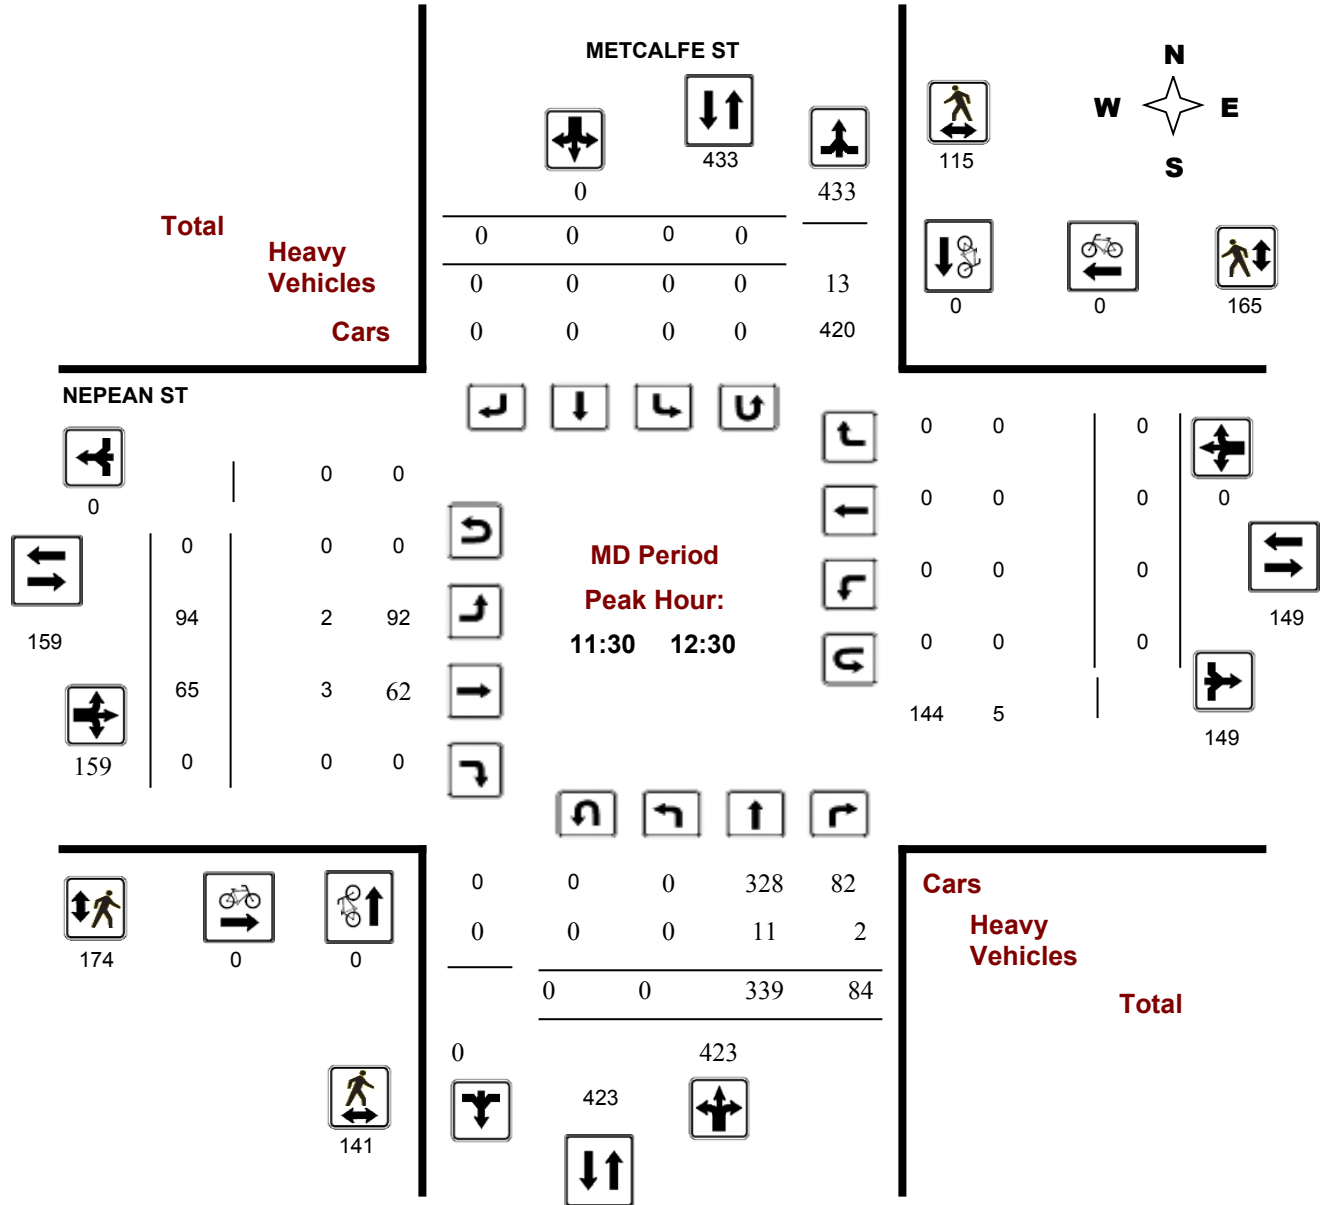 METCALFE ST
N
W E
S
433
115
0 433
Total
0 0 0 0
Heavy
Vehicles
0 0 0 0 13
0 0 165
Cars
0 0 0 0 420
NEPEAN ST
0 0 0
0 0
0
0 0 0 0
0 0 0
MD Period
0 0 0
94 2 92
Peak Hour:
149
159
11:30 12:30
0 0 0
65 3 62
144 5
149
159 0 0 0
0 0 0 328 82
Cars
0 0 0 11 2
Heavy
Vehicles
174 0 0
0 0 339 84
Total
0 423
423
141